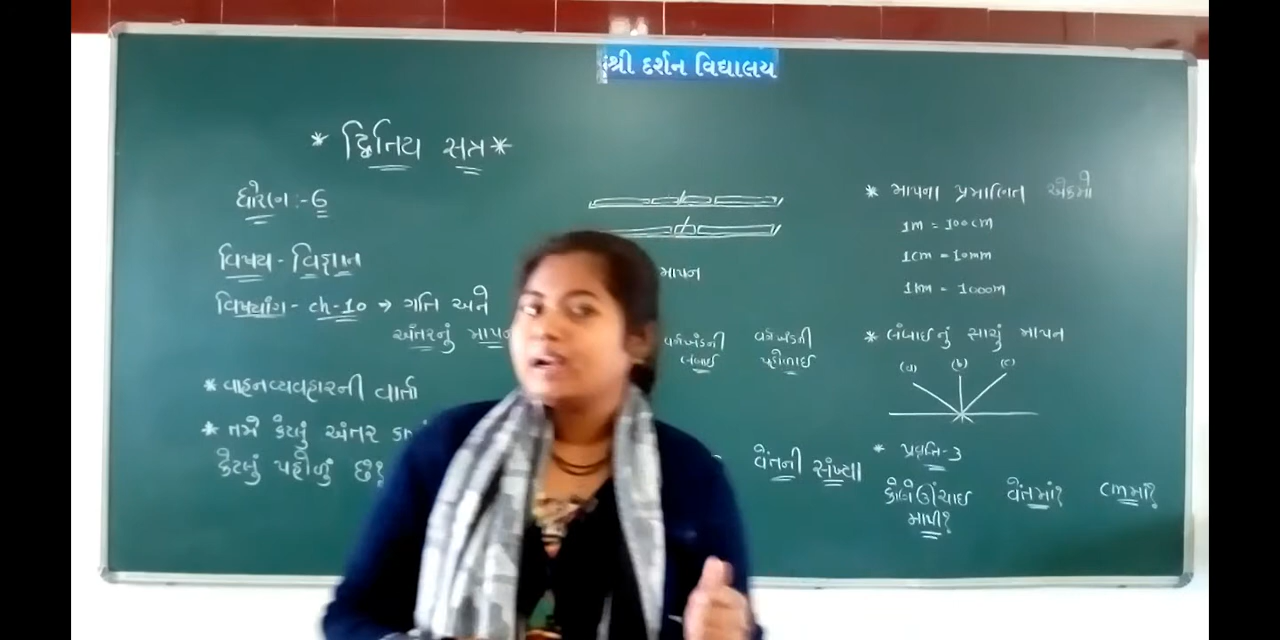 શ્રી દર્શન વિદ્યાલય
* દ્વિતિય સત્ર *
ધોરણ :- 6
વિષય - વિજ્ઞાન
વિષયાંગ - ch-10 → ગતિ અને
અંતરનું માપન
* વાહનવ્યવહારની વાર્તા
* તમે કેટલું અંતર
કેટલું પહોળું છે?
માપન
વર્ગખંડની
લંબાઈ
વર્ગખંડની
પહોળાઈ
વેંતની સંખ્યા
* માપના પ્રમાણિત એકમો
1m = 100cm
1cm = 10mm
1km = 1000m
* લંબાઈનું સાચું માપન
(a) (b) (c)
* પ્રવૃત્તિ-3
કોણે ઊંચાઈ
માપી?
વેંતમાં?
cmમાં?